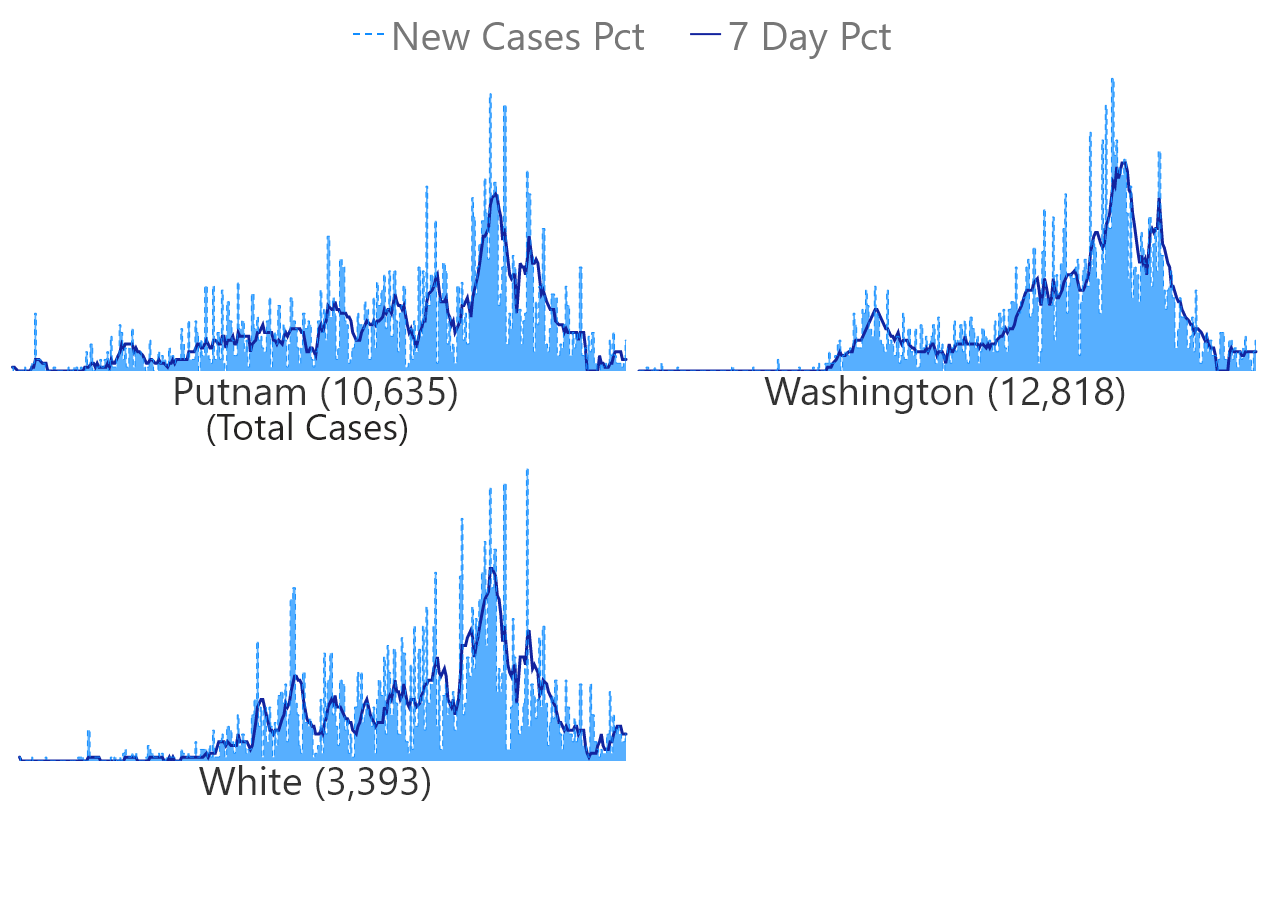 New Cases Pct 7 Day Pct
Putnam (10,635)
(Total Cases)
Washington (12,818)
White (3,393)